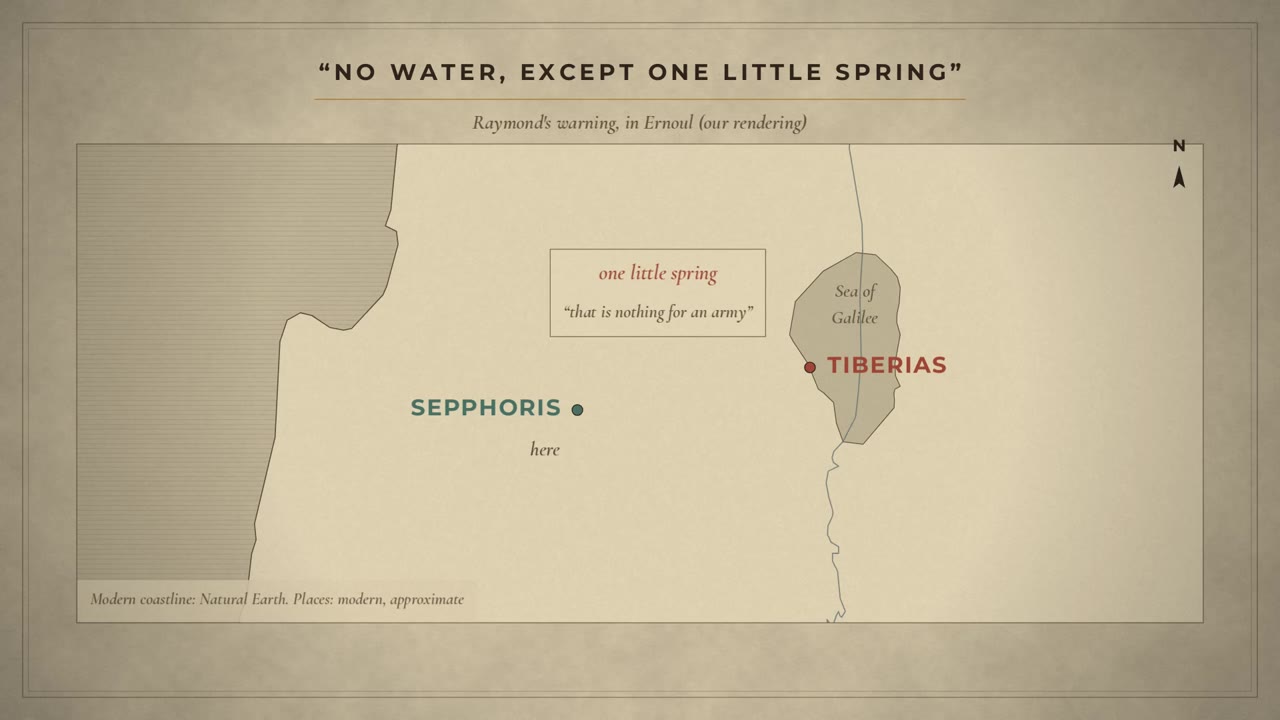 “NO WATER, EXCEPT ONE LITTLE SPRING”
Raymond's warning, in Ernoul (our rendering)
N
one little spring
“that is nothing for an army”
Sea of
Galilee
TIBERIAS
SEPPHORIS
here
Modern coastline: Natural Earth. Places: modern, approximate